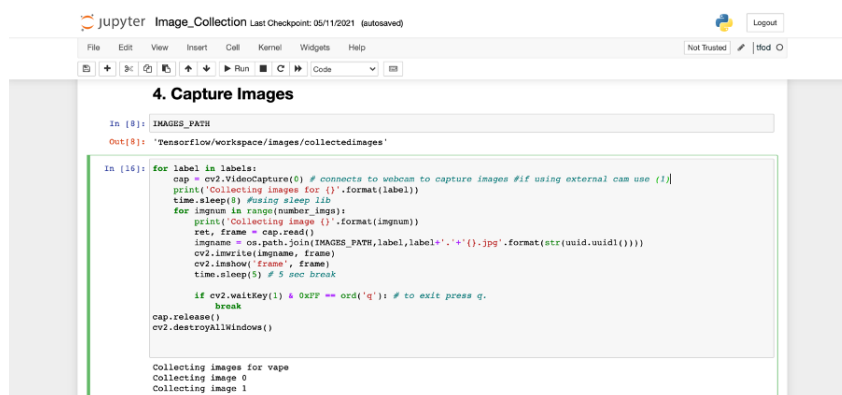 jupyter Image_Collection Last Checkpoint: 05/11/2021 (autosaved)
Logout
File Edit View Insert Cell Kernel Widgets Help
Not Trusted tfod
Run Code
4. Capture Images
In [8]: IMAGES_PATH
Out[8]: 'Tensorflow/workspace/images/collectedimages'
In [16]: for label in labels:
cap = cv2.VideoCapture(0) # connects to webcam to capture images #if using external cam use (1)
print('Collecting images for {}'.format(label))
time.sleep(8) #using sleep lib
for imgnum in range(number_imgs):
print('Collecting image {}'.format(imgnum))
ret, frame = cap.read()
imgname = os.path.join(IMAGES_PATH,label,label+'.'+'{}.jpg'.format(str(uuid.uuid1())))
cv2.imwrite(imgname, frame)
cv2.imshow('frame', frame)
time.sleep(5) # 5 sec break
if cv2.waitKey(1) & 0xFF == ord('q'): # to exit press q.
break
cap.release()
cv2.destroyAllWindows()
Collecting images for vape
Collecting image 0
Collecting image 1